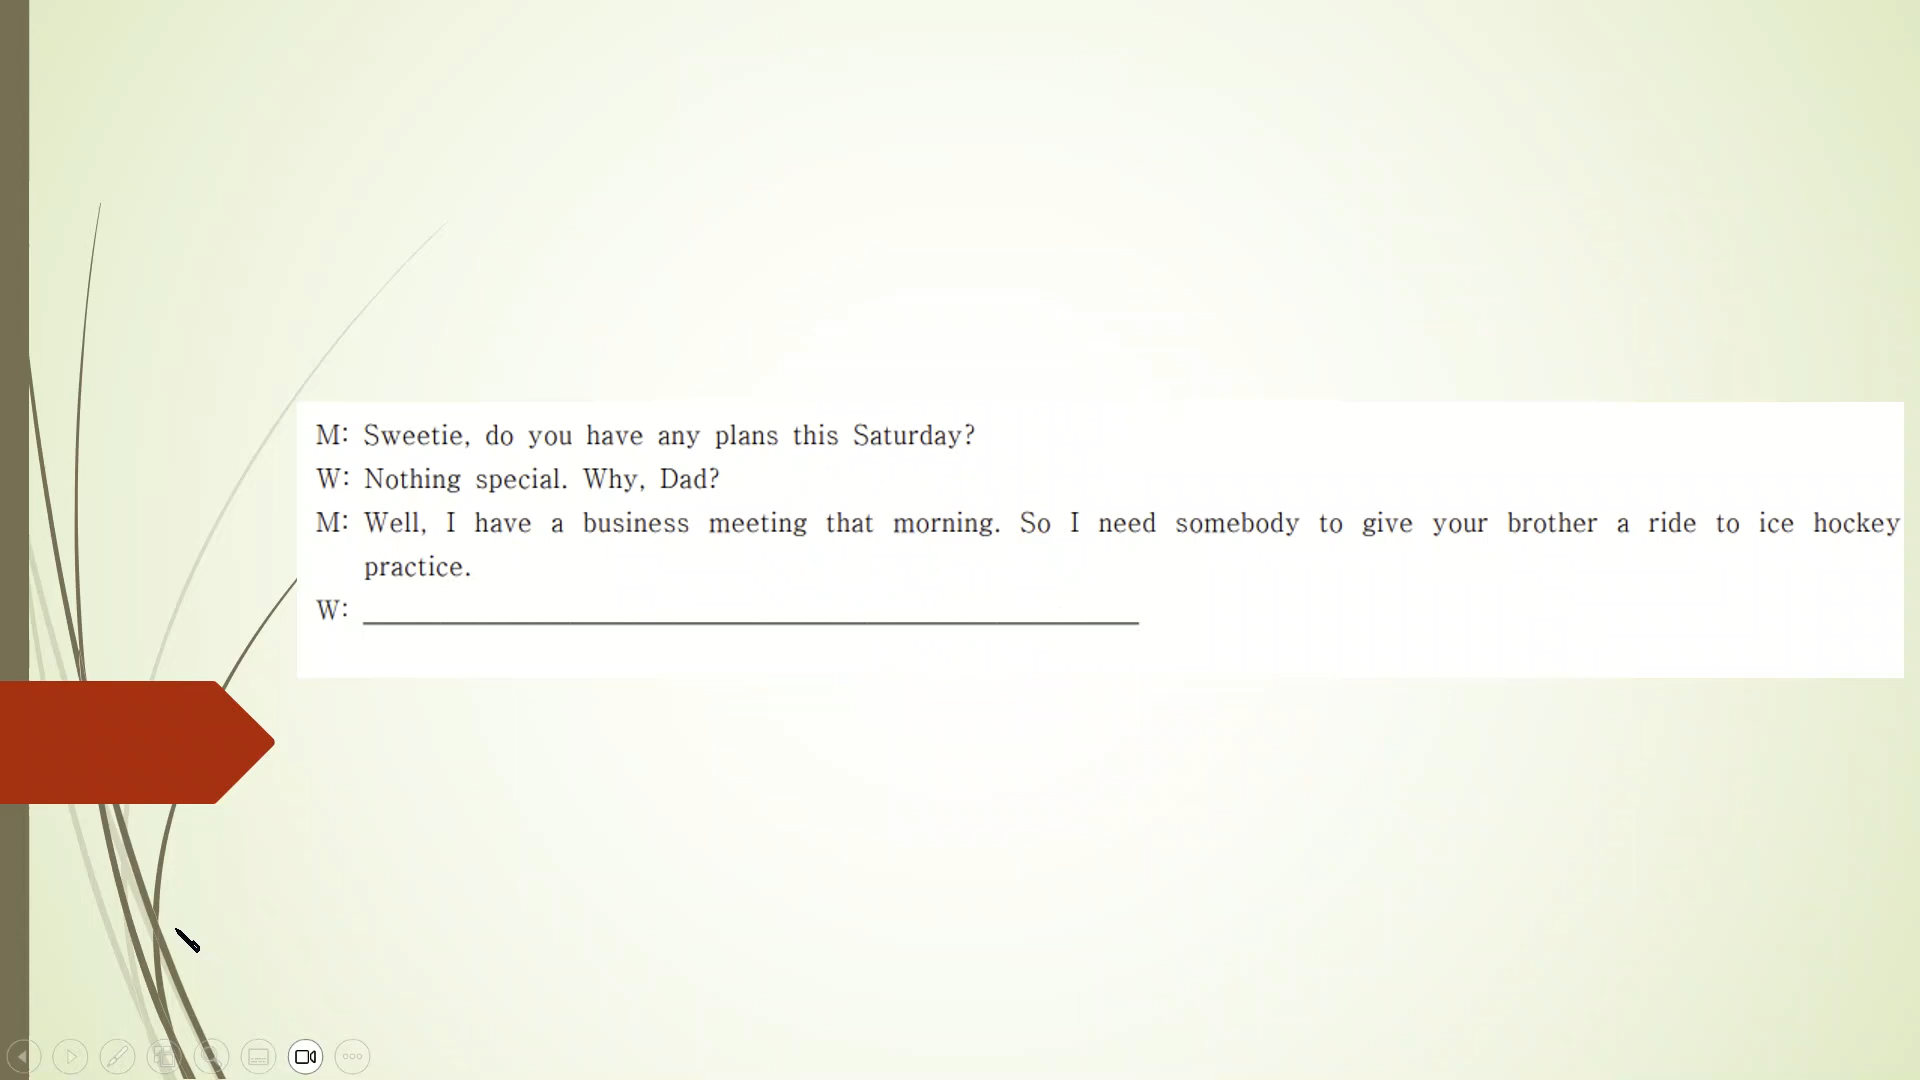 M: Sweetie, do you have any plans this Saturday?
W: Nothing special. Why, Dad?
M: Well, I have a business meeting that morning. So I need somebody to give your brother a ride to ice hockey
practice.
W: